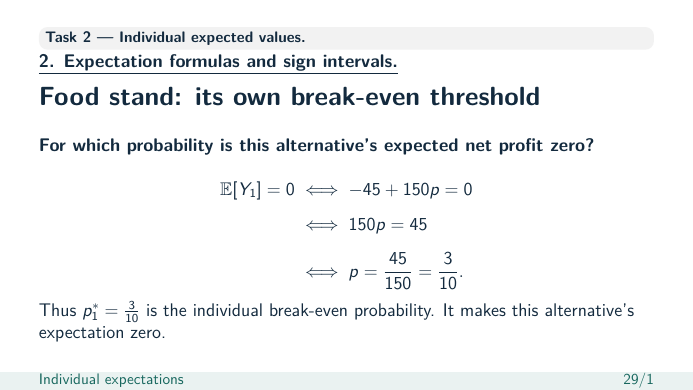 Task 2 — Individual expected values.
2. Expectation formulas and sign intervals.
Food stand: its own break-even threshold
For which probability is this alternative's expected net profit zero?
𝔼[Y₁] = 0 ⟺ −45 + 150p = 0
⟺ 150p = 45
⟺ p = 45/150 = 3/10.
Thus p₁* = 3/10 is the individual break-even probability. It makes this alternative's
expectation zero.
Individual expectations 29/1